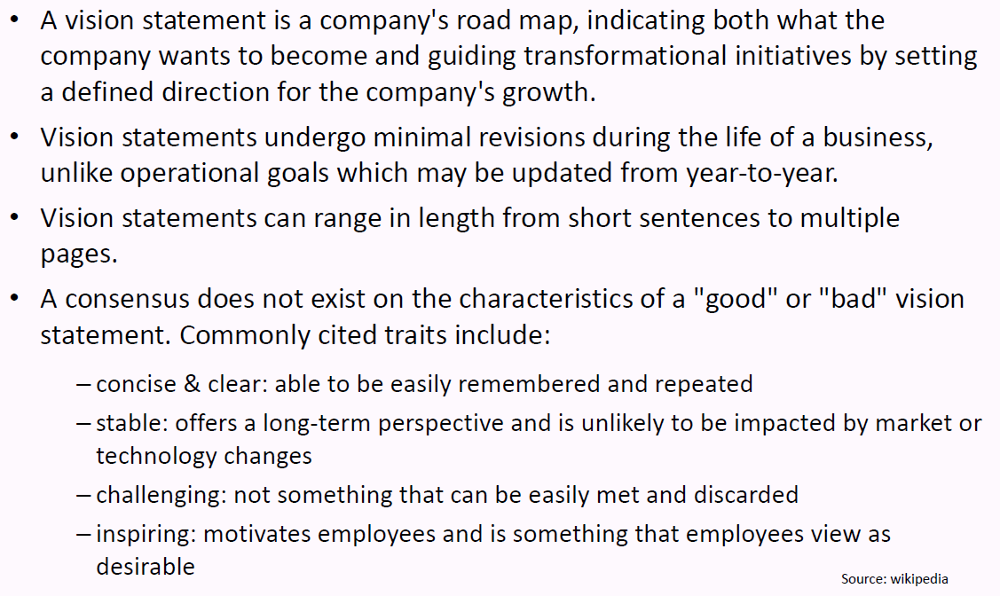 • A vision statement is a company's road map, indicating both what the
company wants to become and guiding transformational initiatives by setting
a defined direction for the company's growth.
• Vision statements undergo minimal revisions during the life of a business,
unlike operational goals which may be updated from year-to-year.
• Vision statements can range in length from short sentences to multiple
pages.
• A consensus does not exist on the characteristics of a "good" or "bad" vision
statement. Commonly cited traits include:
– concise & clear: able to be easily remembered and repeated
– stable: offers a long-term perspective and is unlikely to be impacted by market or
technology changes
– challenging: not something that can be easily met and discarded
– inspiring: motivates employees and is something that employees view as
desirable
Source: wikipedia